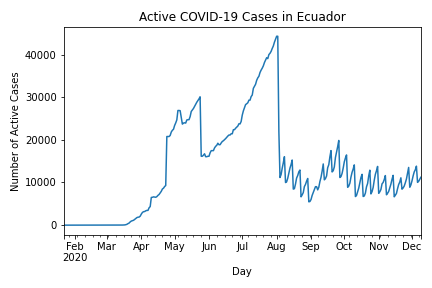 Active COVID-19 Cases in Ecuador
Number of Active Cases
40000
30000
20000
10000
0
Feb Mar Apr May Jun Jul Aug Sep Oct Nov Dec
2020
Day